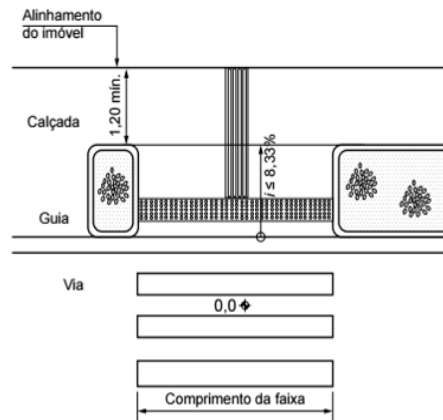 Alinhamento
do imóvel
1,20 mín.
Calçada
i ≤ 8,33%
Guia
Via
0,0
Comprimento da faixa